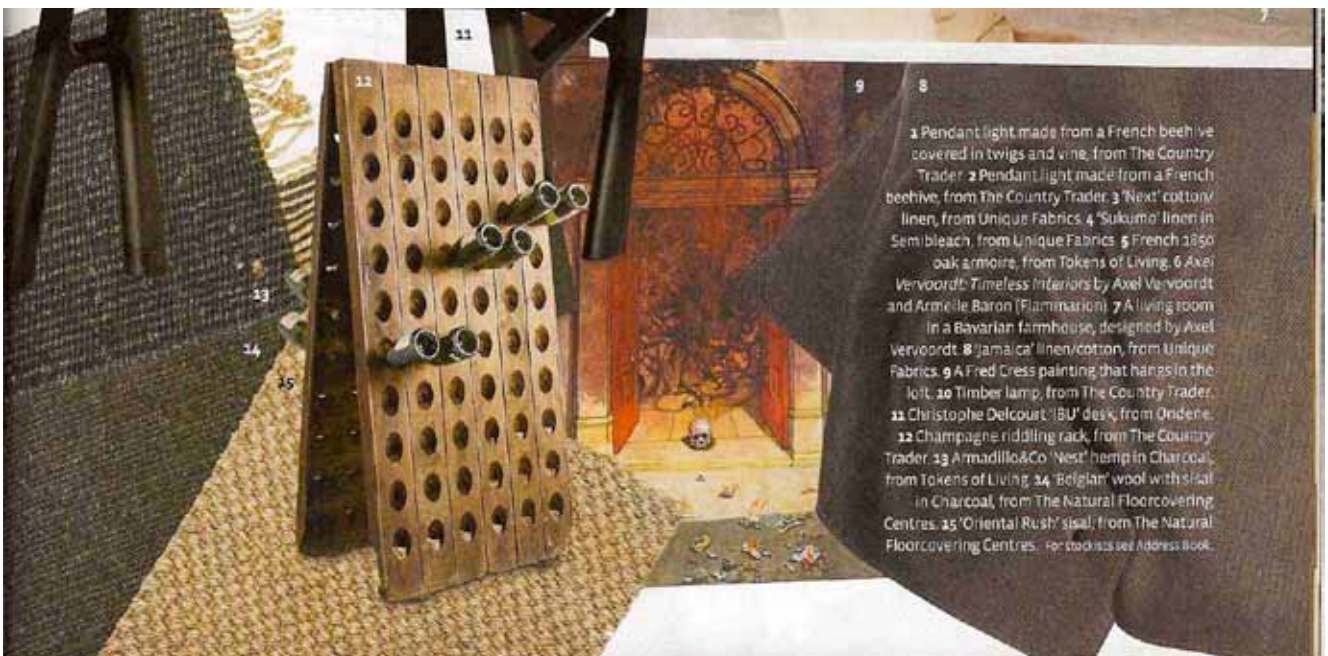 7
11
12
9
8
13
14
15
1 Pendant light made from a French beehive
covered in twigs and vine, from The Country
Trader. 2 Pendant light made from a French
beehive, from The Country Trader. 3 'Next' cotton/
linen, from Unique Fabrics. 4 'Sukumo' linen in
Semibleach, from Unique Fabrics. 5 French 1850
oak armoire, from Tokens of Living. 6 Axel
Vervoordt: Timeless Interiors by Axel Vervoordt
and Armelle Baron (Flammarion). 7 A living room
in a Bavarian farmhouse, designed by Axel
Vervoordt. 8 'Jamaica' linen/cotton, from Unique
Fabrics. 9 A Fred Cress painting that hangs in the
loft. 10 Timber lamp, from The Country Trader.
11 Christophe Delcourt 'IBU' desk, from Ondene.
12 Champagne riddling rack, from The Country
Trader. 13 Armadillo&Co 'Nest' hemp in Charcoal,
from Tokens of Living. 14 'Belgian' wool with sisal
in Charcoal, from The Natural Floorcovering
Centres. 15 'Oriental Rush' sisal, from The Natural
Floorcovering Centres. For stockists see Address Book.